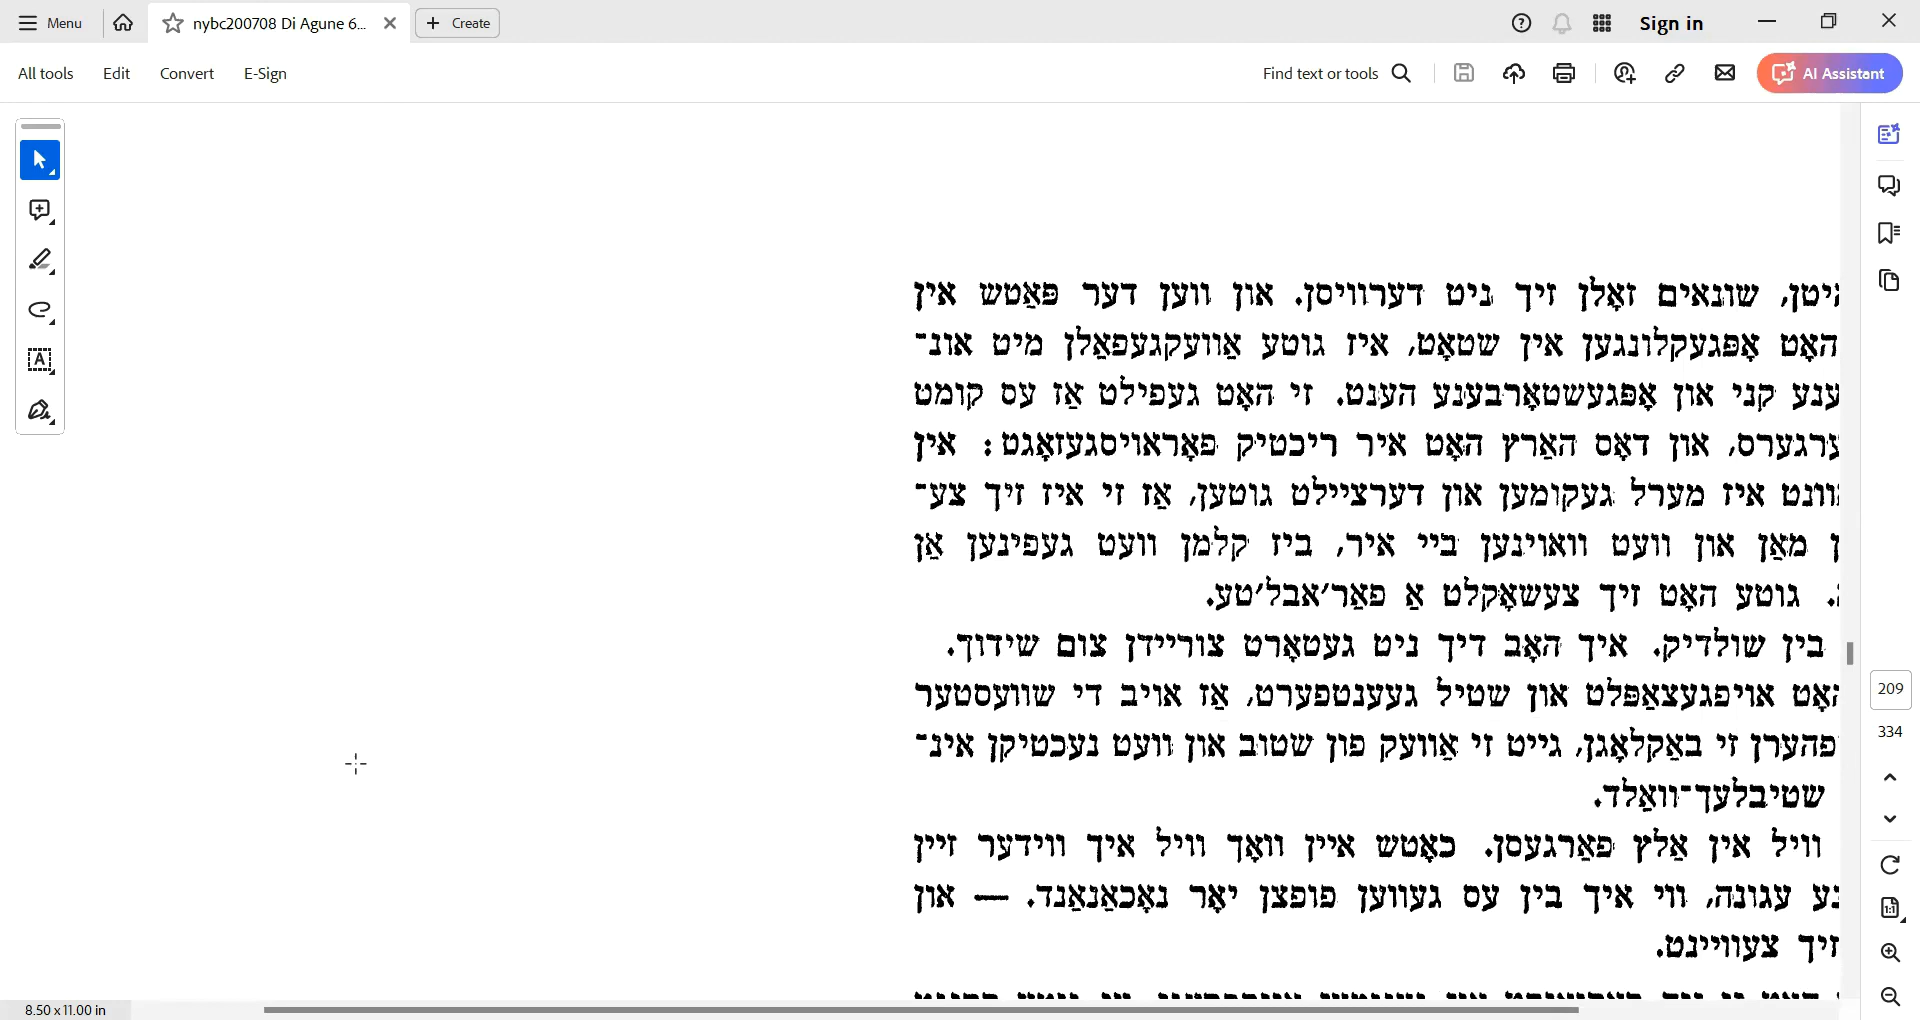 Menu
nybc200708 Di Agune 6...
Create
Sign in
All tools
Edit
Convert
E-Sign
Find text or tools
AI Assistant
שונאים זאָלן זיך ניט דערוויסן. און ווען דער פּאַטש אין
האָט אָפּגעקלונגען אין שטאָט, איז גוטע אַוועקגעפאַלן מיט אונ־
קני און אָפּגעשטאָרבענע הענט. זי האָט געפילט אַז עס קומט
און דאָס האַרץ האָט איר ריכטיק פאָראויסגעזאָגט: אין
איז מערל געקומען און דערציילט גוטען, אַז זי איז זיך צע־
מאַן און וועט וואוינען ביי איר, ביז קלמן וועט געפינען אַן
גוטע האָט זיך צעשאָקלט אַ פאַר׳אבל׳טע.
בין שולדיק. איך האָב דיך ניט געטאָרט צוריידן צום שידוך.
האָט אויפגעצאַפּלט און שטיל געענטפערט, אַז אויב די שוועסטער
זי באַקלאָגן, גייט זי אַוועק פון שטוב און וועט נעכטיקן אינ־
שטיבלעך־וואַלד.
וויל אין אַלץ פאַרגעסן. כאָטש איין וואָך וויל איך ווידער זיין
עגונה, ווי איך בין עס געווען פופצן יאָר נאָכאַנאַנד. — און
זיך צעוויינט.
209
334
8.50 x 11.00 in